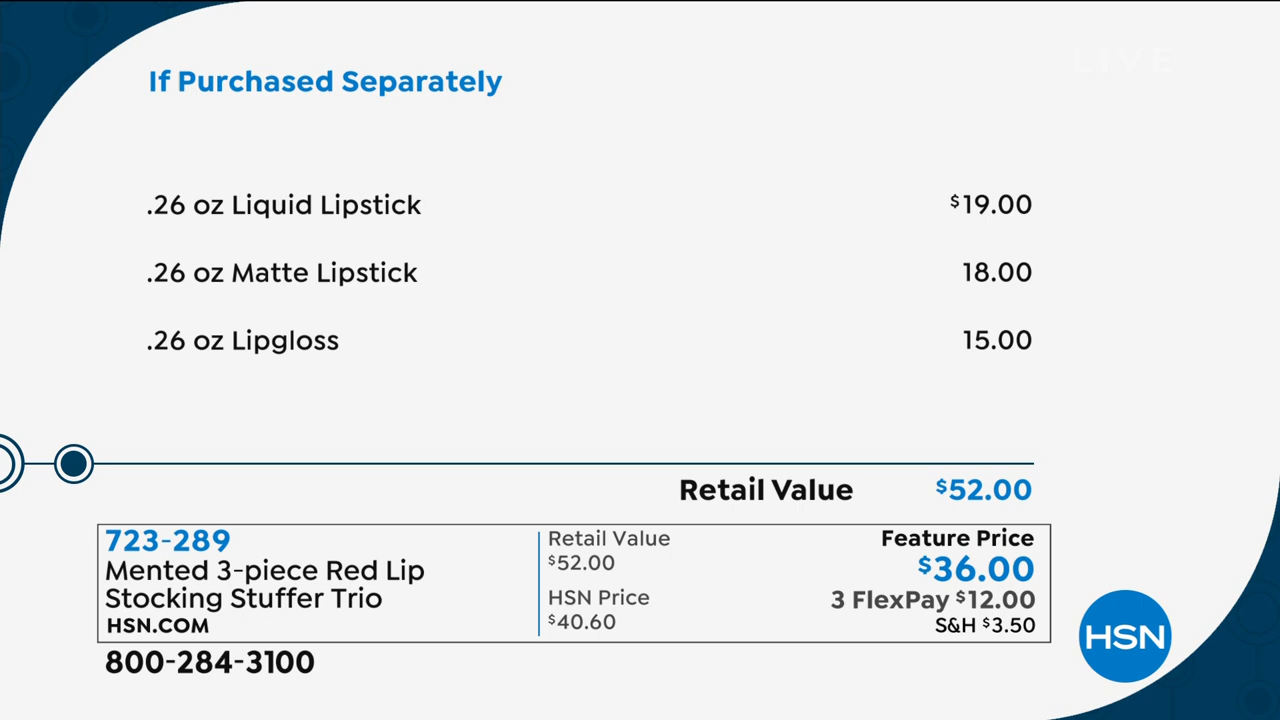 LIVE
If Purchased Separately
.26 oz Liquid Lipstick $19.00
.26 oz Matte Lipstick 18.00
.26 oz Lipgloss 15.00
Retail Value $52.00
723-289
Mented 3-piece Red Lip
Stocking Stuffer Trio
HSN.COM
Retail Value
$52.00
HSN Price
$40.60
Feature Price
$36.00
3 FlexPay $12.00
S&H $3.50
800-284-3100
HSN